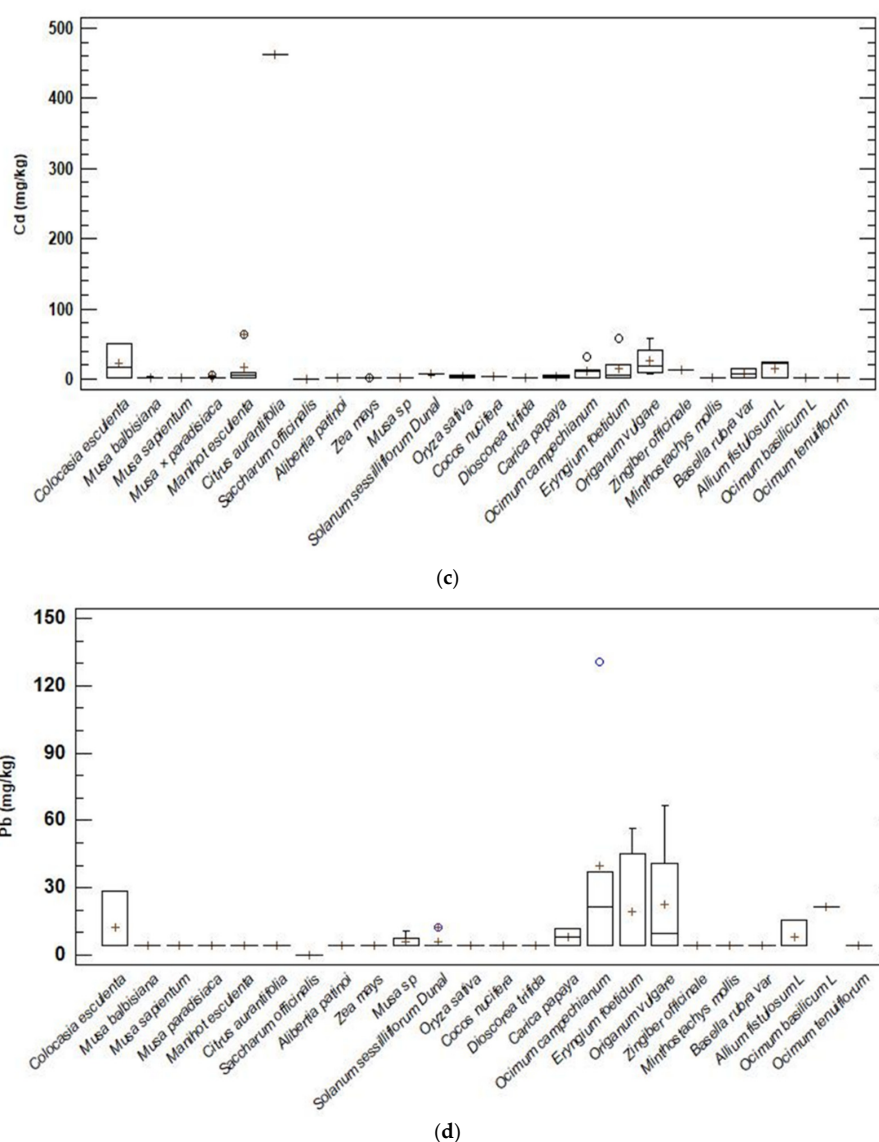 500
400
300
200
100
0
Cd (mg/kg)
Colocasia esculenta
Musa balbisiana
Musa sapientum
Musa × paradisiaca
Manihot esculenta
Citrus aurantifolia
Saccharum officinalis
Alibertia patinoi
Zea mays
Musa sp
Solanum sessilliflorum Dunal
Oryza sativa
Cocos nucifera
Dioscorea trifida
Carica papaya
Ocimum campechianum
Eryngium foetidum
Origanum vulgare
Zingiber officinale
Minthostachys mollis
Basella rubra var
Allium fistulosum L
Ocimum basilicum L
Ocimum tenuiflorum
(c)
150
120
90
60
30
0
Pb (mg/kg)
Colocasia esculenta
Musa balbisiana
Musa sapientum
Musa paradisiaca
Manihot esculenta
Citrus aurantifolia
Saccharum officinalis
Alibertia patinoi
Zea mays
Musa sp
Solanum sessilliflorum Dunal
Oryza sativa
Cocos nucifera
Dioscorea trifida
Carica papaya
Ocimum campechianum
Eryngium foetidum
Origanum vulgare
Zingiber officinale
Minthostachys mollis
Basella rubra var
Allium fistulosum L
Ocimum basilicum L
Ocimum tenuiflorum
(d)